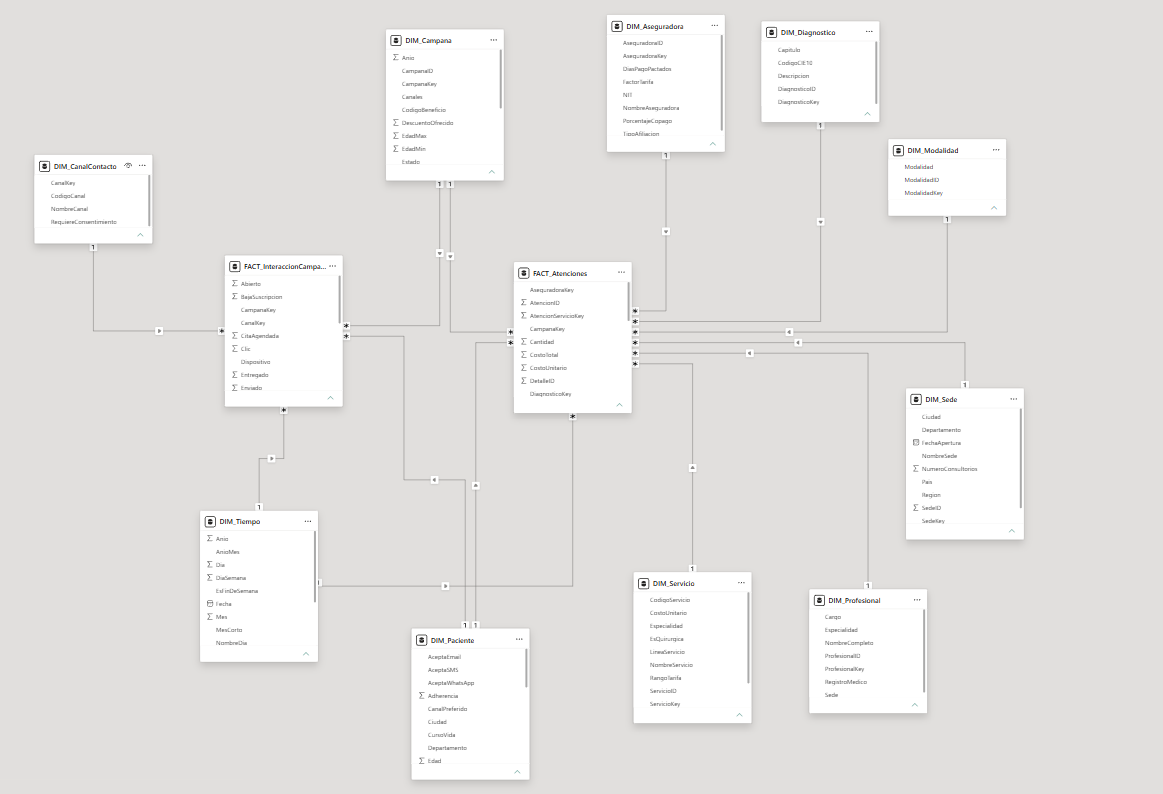 DIM_Campana
Anio
CampanaID
CampanaKey
Canales
CodigoBeneficio
DescuentoOfrecido
EdadMax
EdadMin
Estado
DIM_Aseguradora
AseguradoraID
AseguradoraKey
DiasPagoPactados
FactorTarifa
NIT
NombreAseguradora
PorcentajeCopago
TipoAfiliacion
DIM_Diagnostico
Capitulo
CodigoCIE10
Descripcion
DiagnosticoID
DiagnosticoKey
DIM_Modalidad
Modalidad
ModalidadID
ModalidadKey
DIM_CanalContacto
CanalKey
CodigoCanal
NombreCanal
RequiereConsentimiento
FACT_InteraccionCampa...
Abierto
BajaSuscripcion
CampanaKey
CanalKey
CitaAgendada
Clic
Dispositivo
Entregado
Enviado
FACT_Atenciones
AseguradoraKey
AtencionID
AtencionServicioKey
CampanaKey
Cantidad
CostoTotal
CostoUnitario
DetalleID
DiagnosticoKey
DIM_Sede
Ciudad
Departamento
FechaApertura
NombreSede
NumeroConsultorios
Pais
Region
SedeID
SedeKey
DIM_Tiempo
Anio
AnioMes
Dia
DiaSemana
EsFinDeSemana
Fecha
Mes
MesCorto
NombreDia
DIM_Paciente
AceptaEmail
AceptaSMS
AceptaWhatsApp
Adherencia
CanalPreferido
Ciudad
CursoVida
Departamento
Edad
DIM_Servicio
CodigoServicio
CostoUnitario
Especialidad
EsQuirurgica
LineaServicio
NombreServicio
RangoTarifa
ServicioID
ServicioKey
DIM_Profesional
Cargo
Especialidad
NombreCompleto
ProfesionalID
ProfesionalKey
RegistroMedico
Sede